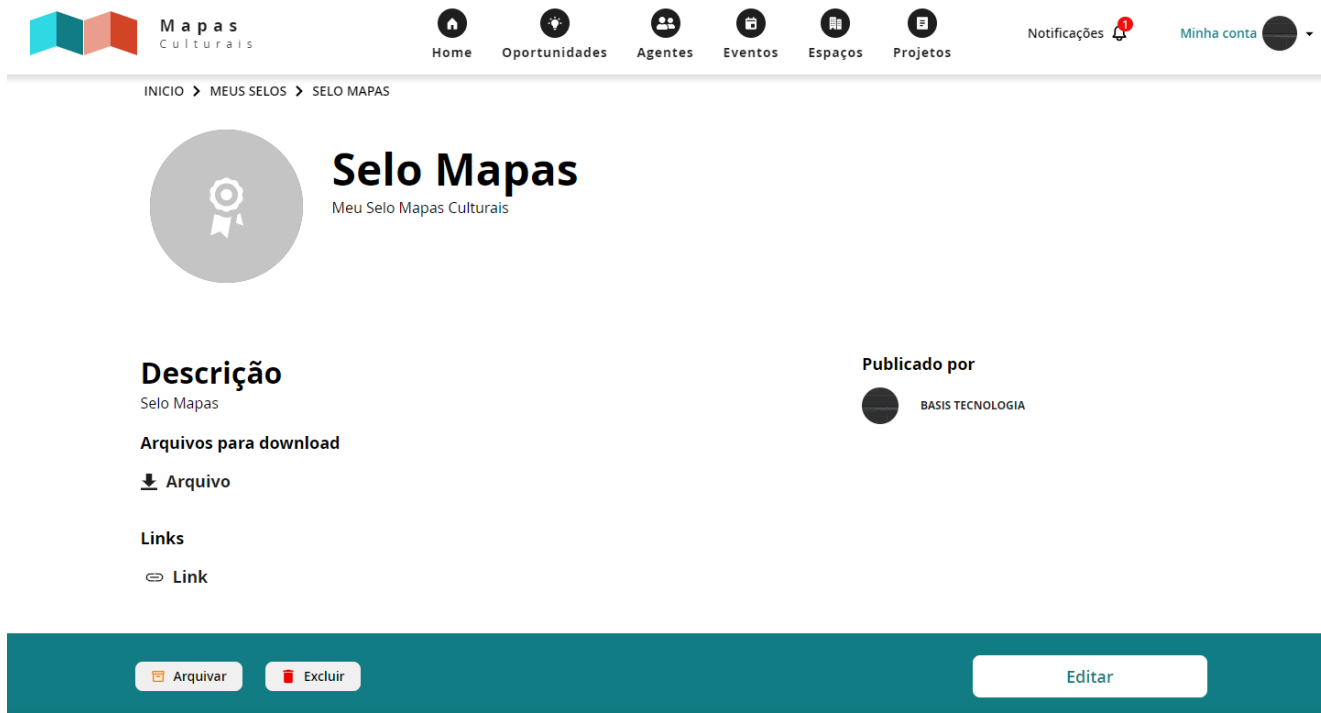 Mapas
Culturais
Home
Oportunidades
Agentes
Eventos
Espaços
Projetos
Notificações 1
Minha conta
INICIO > MEUS SELOS > SELO MAPAS
Selo Mapas
Meu Selo Mapas Culturais
Descrição
Selo Mapas
Arquivos para download
Arquivo
Links
Link
Publicado por
BASIS TECNOLOGIA
Arquivar
Excluir
Editar